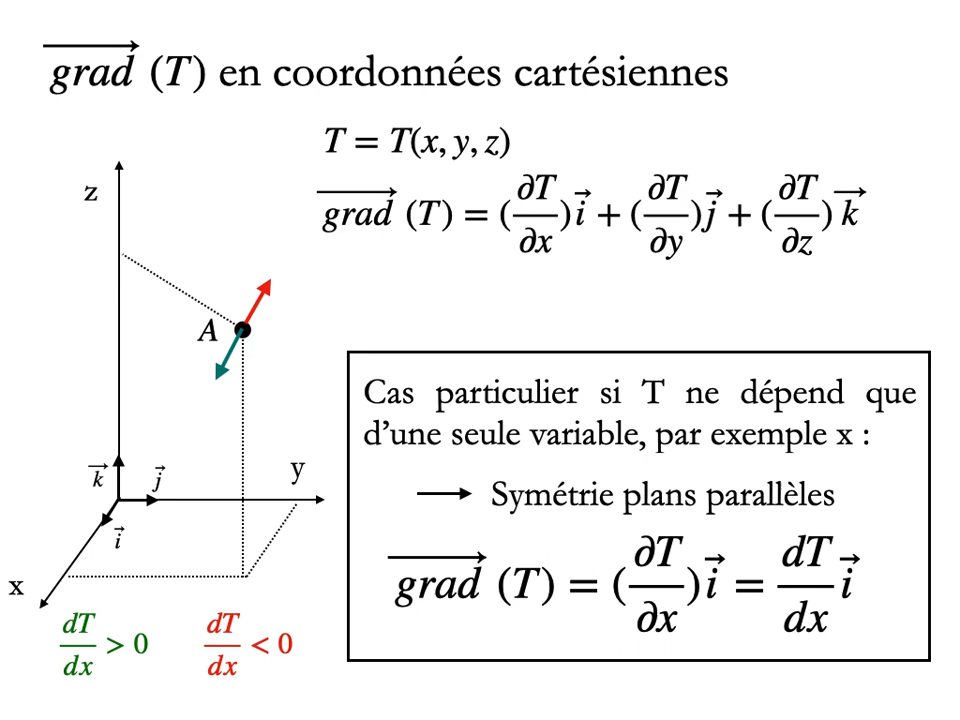 grad (T) en coordonnées cartésiennes
T = T(x, y, z)
grad (T) = (∂T/∂x)i⃗ + (∂T/∂y)j⃗ + (∂T/∂z)k⃗
z
A
k⃗
j⃗
y
i⃗
x
dT/dx > 0
dT/dx < 0
Cas particulier si T ne dépend que
d'une seule variable, par exemple x :
→ Symétrie plans parallèles
grad (T) = (∂T/∂x)i⃗ = dT/dx i⃗